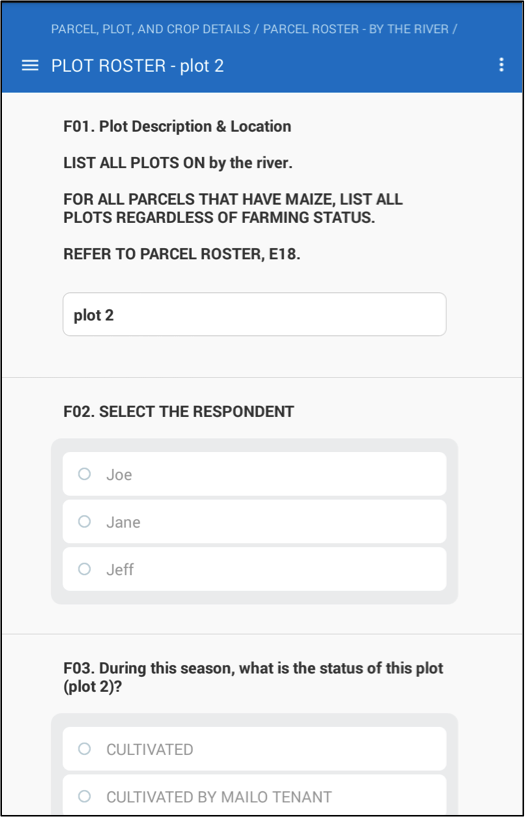 PARCEL, PLOT, AND CROP DETAILS / PARCEL ROSTER - BY THE RIVER /
PLOT ROSTER - plot 2
F01. Plot Description & Location
LIST ALL PLOTS ON by the river.
FOR ALL PARCELS THAT HAVE MAIZE, LIST ALL
PLOTS REGARDLESS OF FARMING STATUS.
REFER TO PARCEL ROSTER, E18.
plot 2
F02. SELECT THE RESPONDENT
Joe
Jane
Jeff
F03. During this season, what is the status of this plot
(plot 2)?
CULTIVATED
CULTIVATED BY MAILO TENANT